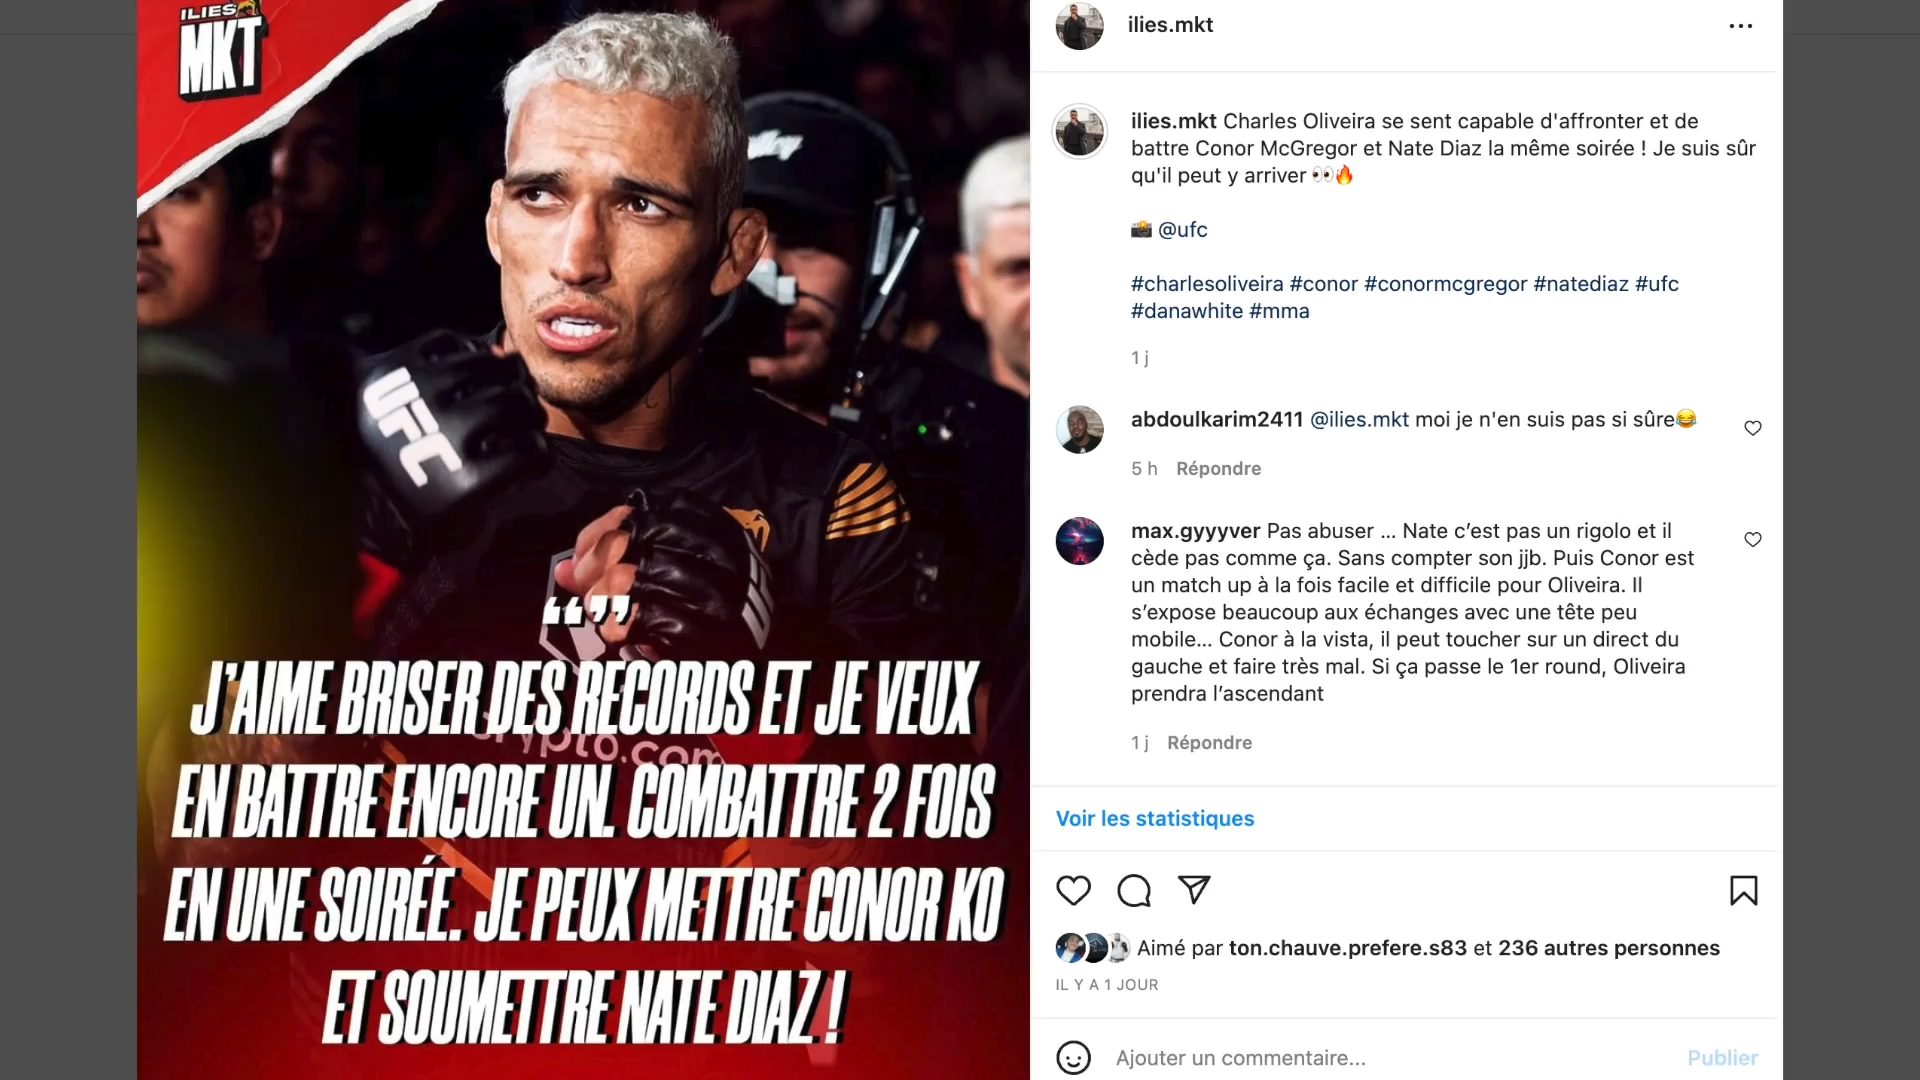 ILIES
MKT
UFC
crypto.com
“”
J’AIME BRISER DES RECORDS ET JE VEUX
EN BATTRE ENCORE UN. COMBATTRE 2 FOIS
EN UNE SOIRÉE. JE PEUX METTRE CONOR KO
ET SOUMETTRE NATE DIAZ !
ilies.mkt
ilies.mkt Charles Oliveira se sent capable d'affronter et de
battre Conor McGregor et Nate Diaz la même soirée ! Je suis sûr
qu'il peut y arriver 👀🔥
📸 @ufc
#charlesoliveira #conor #conormcgregor #natediaz #ufc
#danawhite #mma
1 j
abdoulkarim2411 @ilies.mkt moi je n'en suis pas si sûre😂
5 h Répondre
max.gyyyver Pas abuser ... Nate c’est pas un rigolo et il
cède pas comme ça. Sans compter son jjb. Puis Conor est
un match up à la fois facile et difficile pour Oliveira. Il
s’expose beaucoup aux échanges avec une tête peu
mobile... Conor à la vista, il peut toucher sur un direct du
gauche et faire très mal. Si ça passe le 1er round, Oliveira
prendra l’ascendant
1 j Répondre
Voir les statistiques
Aimé par ton.chauve.prefere.s83 et 236 autres personnes
IL Y A 1 JOUR
Ajouter un commentaire...
Publier